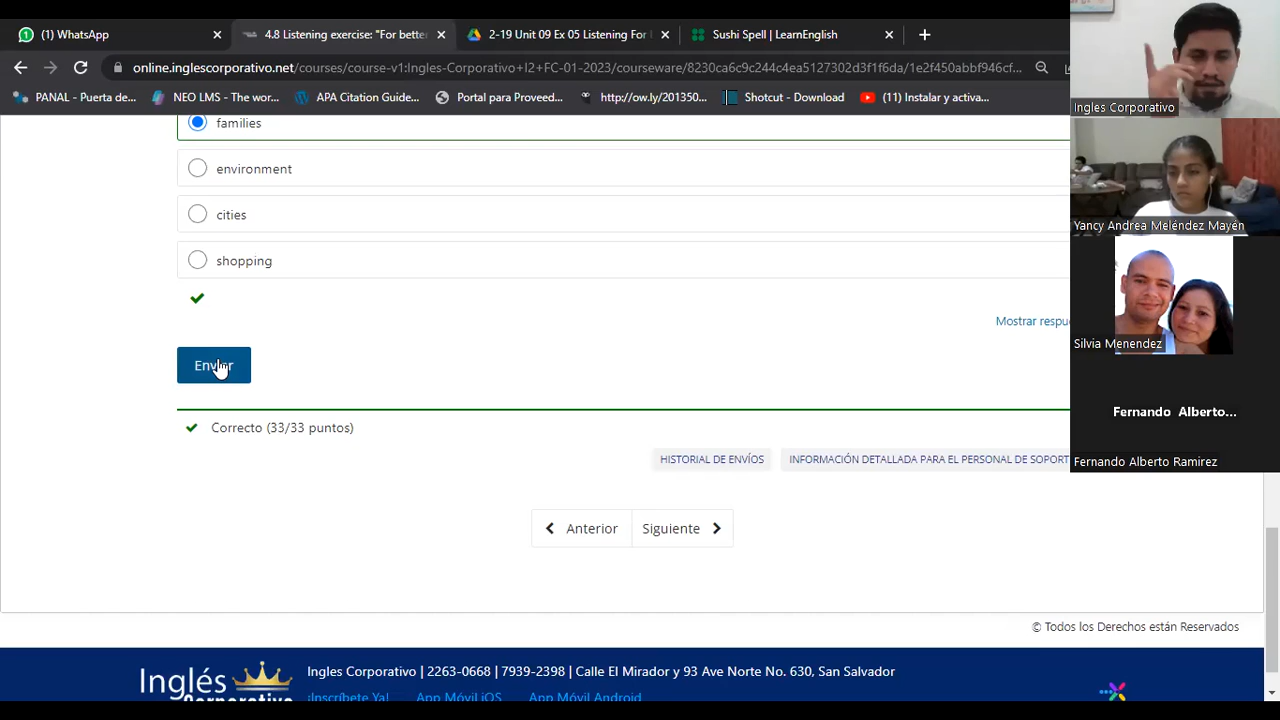 (1) WhatsApp
4.8 Listening exercise: "For bette
2-19 Unit 09 Ex 05 Listening For
Sushi Spell | LearnEnglish
online.inglescorporativo.net/courses/course-v1:Ingles-Corporativo+I2+FC-01-2023/courseware/8230ca6c9c244c4ea5127302d3f1f6da/1e2f450abbf946cf...
PANAL - Puerta de...
NEO LMS - The wor...
APA Citation Guide...
Portal para Proveed...
http://ow.ly/201350...
Shotcut - Download
(11) Instalar y activa...
families
environment
cities
shopping
Mostrar respu
Enviar
Correcto (33/33 puntos)
HISTORIAL DE ENVÍOS
INFORMACIÓN DETALLADA PARA EL PERSONAL DE SOPORT
Anterior
Siguiente
© Todos los Derechos están Reservados
Inglés
Corporativo
Ingles Corporativo | 2263-0668 | 7939-2398 | Calle El Mirador y 93 Ave Norte No. 630, San Salvador
¡Inscríbete Ya!
App Móvil iOS
App Móvil Android
Ingles Corporativo
Yancy Andrea Meléndez Mayén
Silvia Menendez
Fernando Alberto...
Fernando Alberto Ramirez